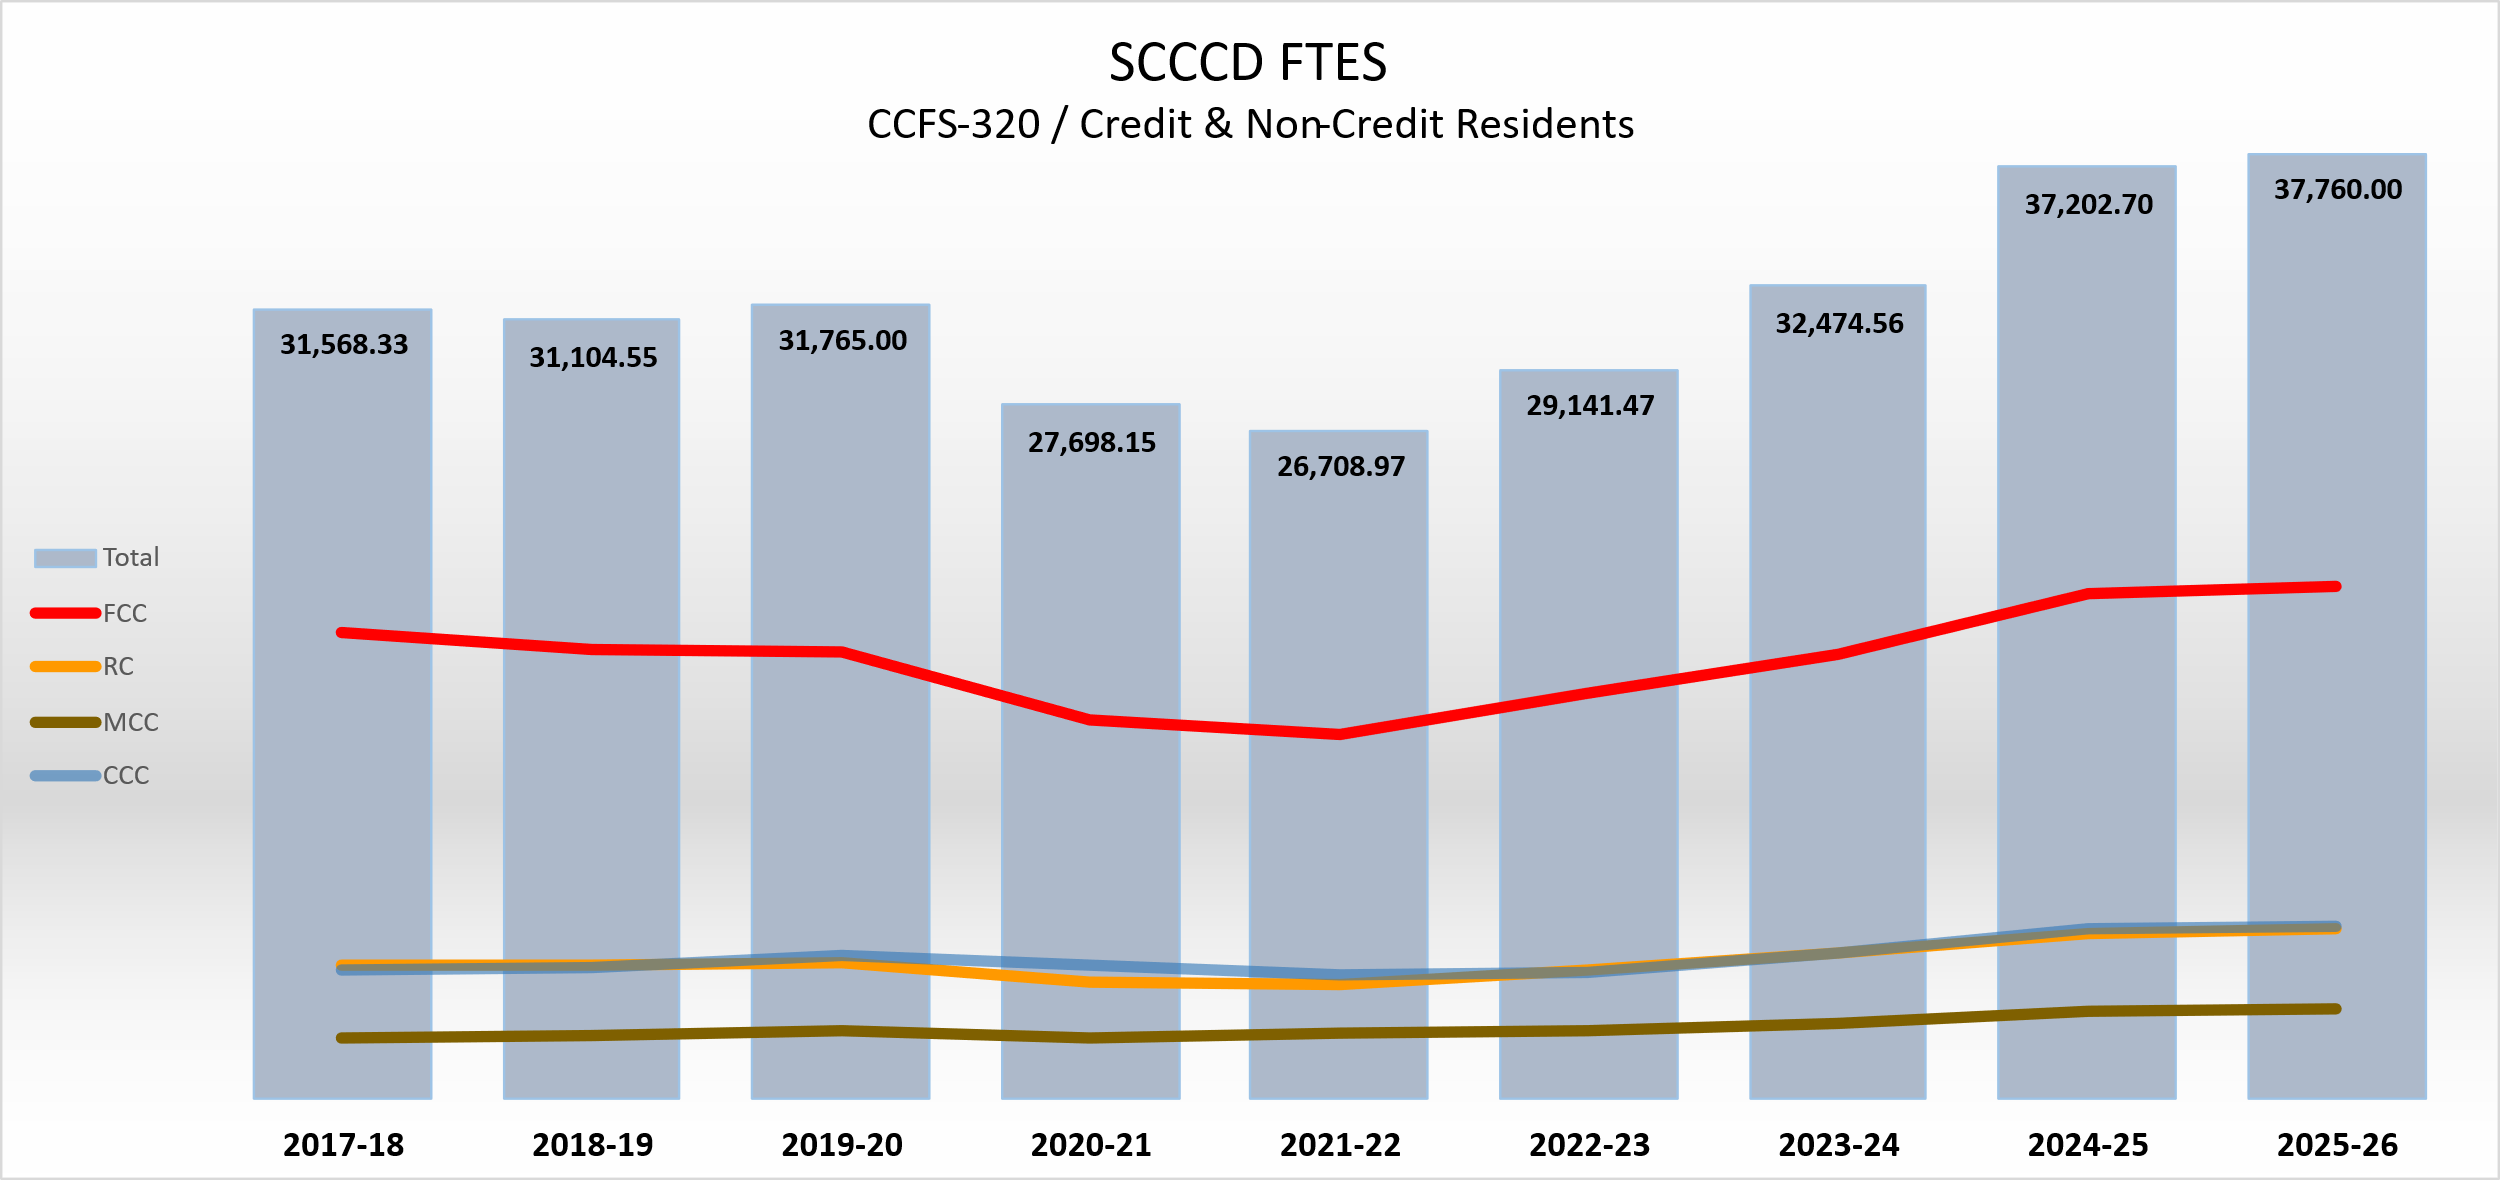 SCCCD FTES
CCFS-320 / Credit & Non-Credit Residents
31,568.33
31,104.55
31,765.00
27,698.15
26,708.97
29,141.47
32,474.56
37,202.70
37,760.00
Total
FCC
RC
MCC
CCC
2017-18 2018-19 2019-20 2020-21 2021-22 2022-23 2023-24 2024-25 2025-26